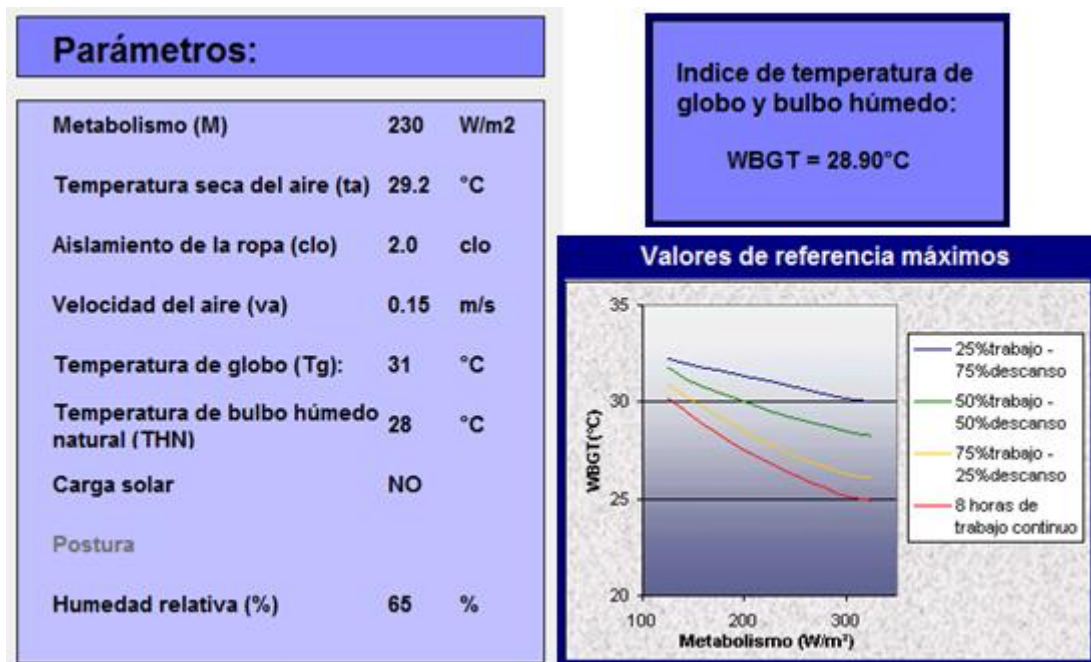 Parámetros:
Metabolismo (M) 230 W/m2
Temperatura seca del aire (ta) 29.2 °C
Aislamiento de la ropa (clo) 2.0 clo
Velocidad del aire (va) 0.15 m/s
Temperatura de globo (Tg): 31 °C
Temperatura de bulbo húmedo
natural (THN) 28 °C
Carga solar NO
Postura
Humedad relativa (%) 65 %
Indice de temperatura de
globo y bulbo húmedo:
WBGT = 28.90°C
Valores de referencia máximos
35
30
25
20
WBGT(°C)
100 200 300
Metabolismo (W/m²)
25%trabajo -
75%descanso
50%trabajo -
50%descanso
75%trabajo -
25%descanso
8 horas de
trabajo continuo